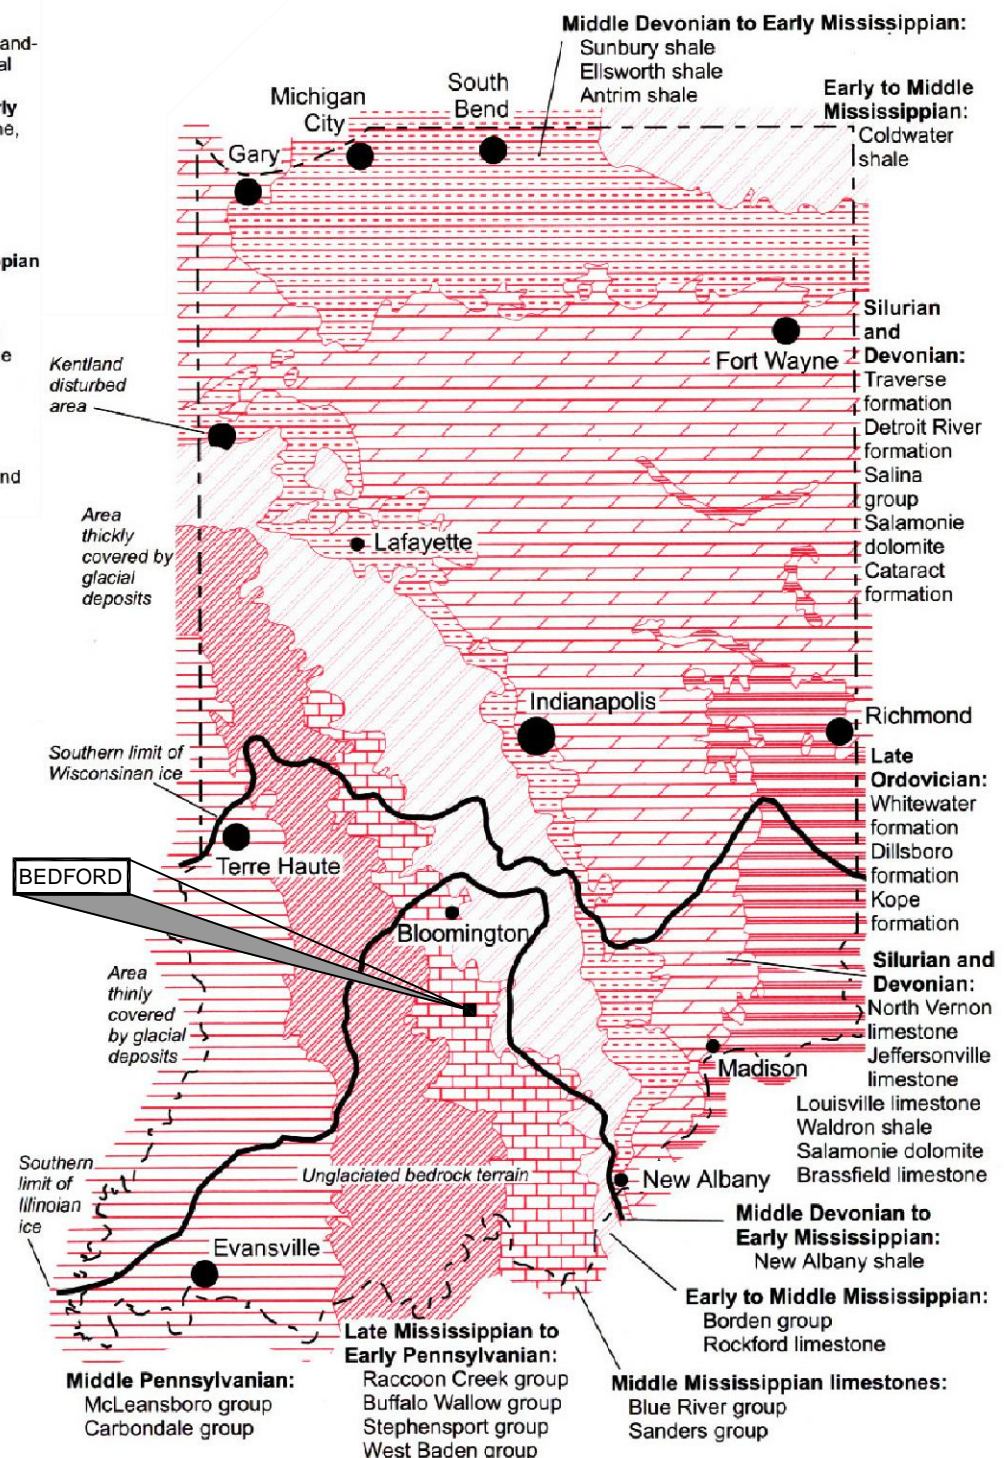 and-
al
rly
ne,
pian
e
nd
Middle Devonian to Early Mississippian:
Sunbury shale
Ellsworth shale
Antrim shale
Early to Middle
Mississippian:
Coldwater
shale
Michigan
City
South
Bend
Gary
Silurian
and
Devonian:
Traverse
formation
Detroit River
formation
Salina
group
Salamonie
dolomite
Cataract
formation
Fort Wayne
Kentland
disturbed
area
Area
thickly
covered by
glacial
deposits
Lafayette
Indianapolis
Richmond
Late
Ordovician:
Whitewater
formation
Dillsboro
formation
Kope
formation
Southern limit of
Wisconsinan ice
Terre Haute
BEDFORD
Bloomington
Silurian and
Devonian:
North Vernon
limestone
Jeffersonville
limestone
Louisville limestone
Waldron shale
Salamonie dolomite
Brassfield limestone
Area
thinly
covered
by glacial
deposits
Madison
Southern
limit of
Illinoian
ice
Unglaciated bedrock terrain
New Albany
Middle Devonian to
Early Mississippian:
New Albany shale
Evansville
Early to Middle Mississippian:
Borden group
Rockford limestone
Late Mississippian to
Early Pennsylvanian:
Raccoon Creek group
Buffalo Wallow group
Stephensport group
West Baden group
Middle Pennsylvanian:
McLeansboro group
Carbondale group
Middle Mississippian limestones:
Blue River group
Sanders group